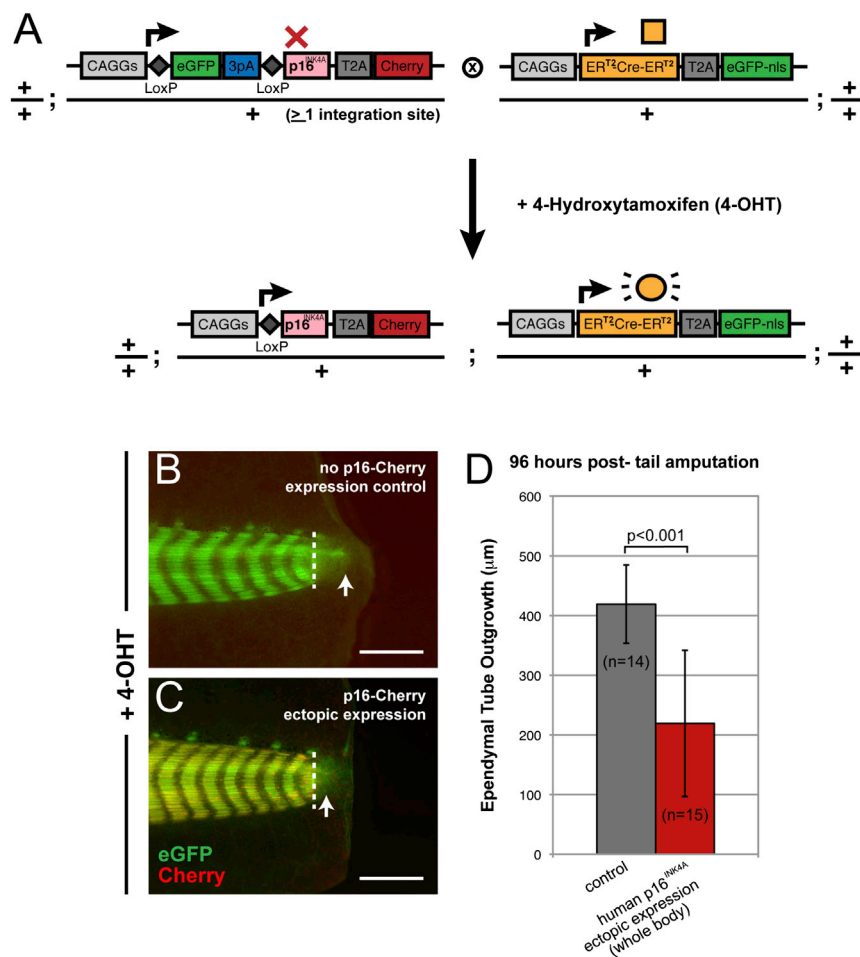 A
CAGGs eGFP 3pA p16INK4A T2A Cherry
LoxP LoxP
+
+
;
+ (≥ 1 integration site)
x
CAGGs ERT2Cre-ERT2 T2A eGFP-nls
+
;
+
+
+ 4-Hydroxytamoxifen (4-OHT)
CAGGs p16INK4A T2A Cherry
LoxP
+
+
;
+
;
CAGGs ERT2Cre-ERT2 T2A eGFP-nls
+
;
+
+
+ 4-OHT
B
no p16-Cherry
expression control
C
p16-Cherry
ectopic expression
eGFP
Cherry
D
96 hours post- tail amputation
Ependymal Tube Outgrowth (μm)
600
500
400
300
200
100
0
p<0.001
(n=14)
(n=15)
control
human p16INK4A
ectopic expression
(whole body)